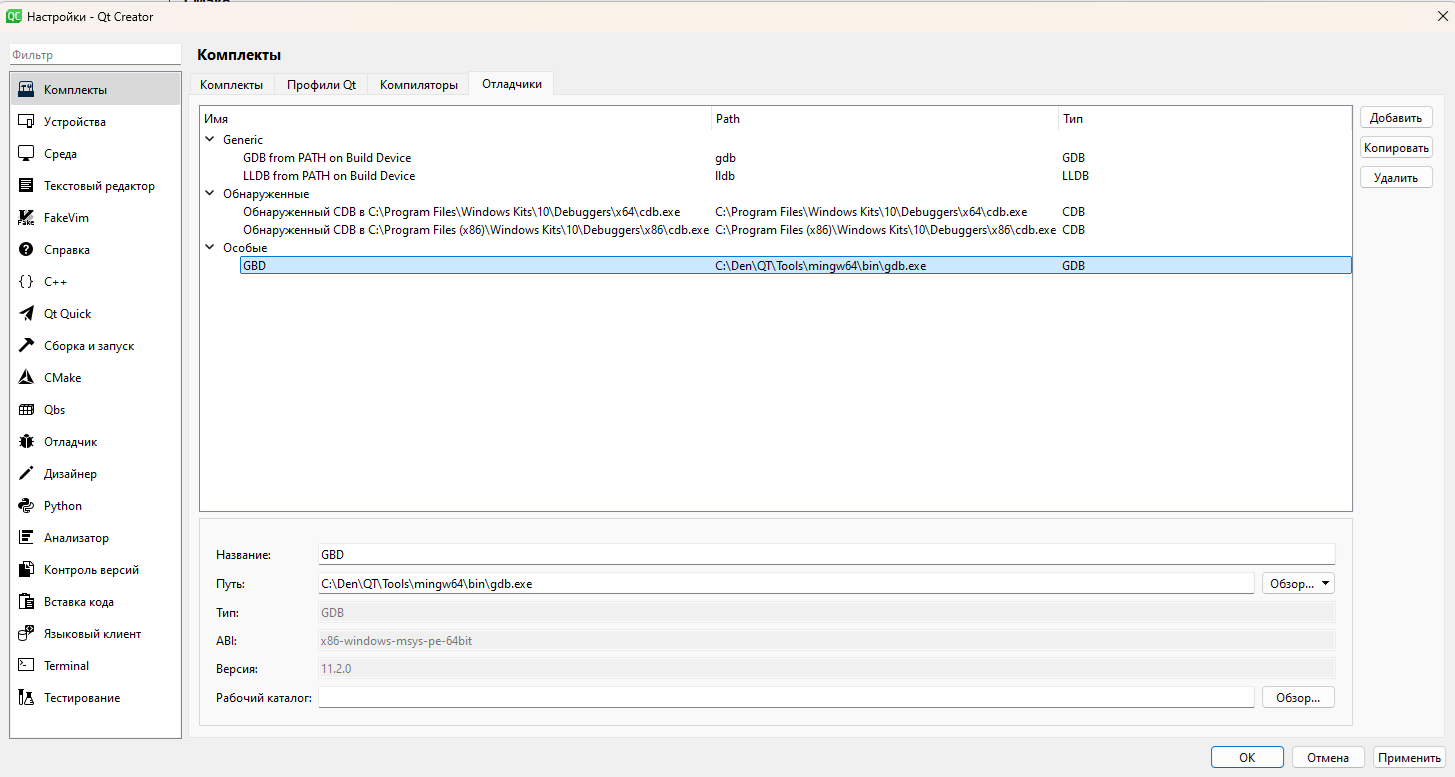 Настройки - Qt Creator
Фильтр
Комплекты
Устройства
Среда
Текстовый редактор
FakeVim
Справка
C++
Qt Quick
Сборка и запуск
CMake
Qbs
Отладчик
Дизайнер
Python
Анализатор
Контроль версий
Вставка кода
Языковый клиент
Terminal
Тестирование
Комплекты
Комплекты Профили Qt Компиляторы Отладчики
Имя Path Тип
Generic
GDB from PATH on Build Device gdb GDB
LLDB from PATH on Build Device lldb LLDB
Обнаруженные
Обнаруженный CDB в C:\Program Files\Windows Kits\10\Debuggers\x64\cdb.exe C:\Program Files\Windows Kits\10\Debuggers\x64\cdb.exe CDB
Обнаруженный CDB в C:\Program Files (x86)\Windows Kits\10\Debuggers\x86\cdb.exe C:\Program Files (x86)\Windows Kits\10\Debuggers\x86\cdb.exe CDB
Особые
GBD C:\Den\QT\Tools\mingw64\bin\gdb.exe GDB
Добавить
Копировать
Удалить
Название: GBD
Путь: C:\Den\QT\Tools\mingw64\bin\gdb.exe Обзор...
Тип: GDB
ABI: x86-windows-msys-pe-64bit
Версия: 11.2.0
Рабочий каталог: Обзор...
OK Отмена Применить